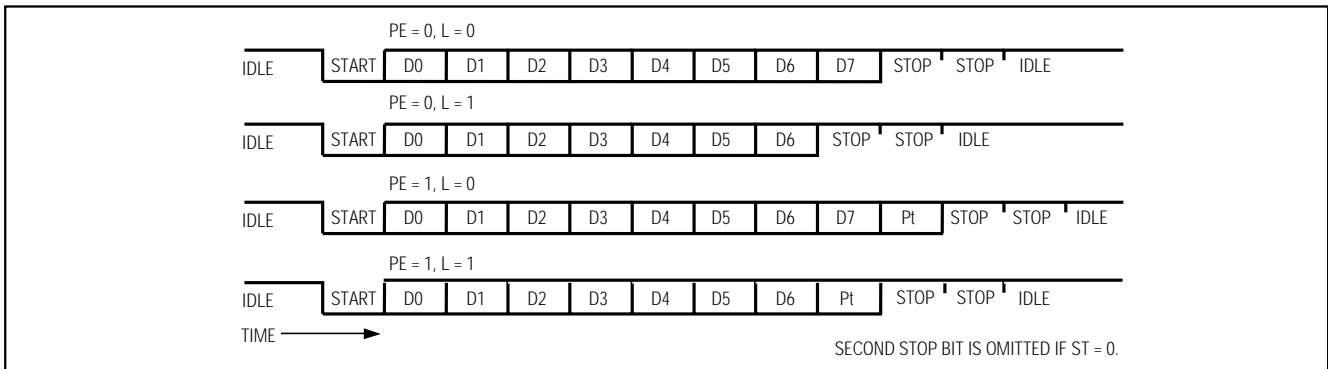 PE = 0, L = 0
IDLE START D0 D1 D2 D3 D4 D5 D6 D7 STOP STOP IDLE
PE = 0, L = 1
IDLE START D0 D1 D2 D3 D4 D5 D6 STOP STOP IDLE
PE = 1, L = 0
IDLE START D0 D1 D2 D3 D4 D5 D6 D7 Pt STOP STOP IDLE
PE = 1, L = 1
IDLE START D0 D1 D2 D3 D4 D5 D6 Pt STOP STOP IDLE
TIME
SECOND STOP BIT IS OMITTED IF ST = 0.